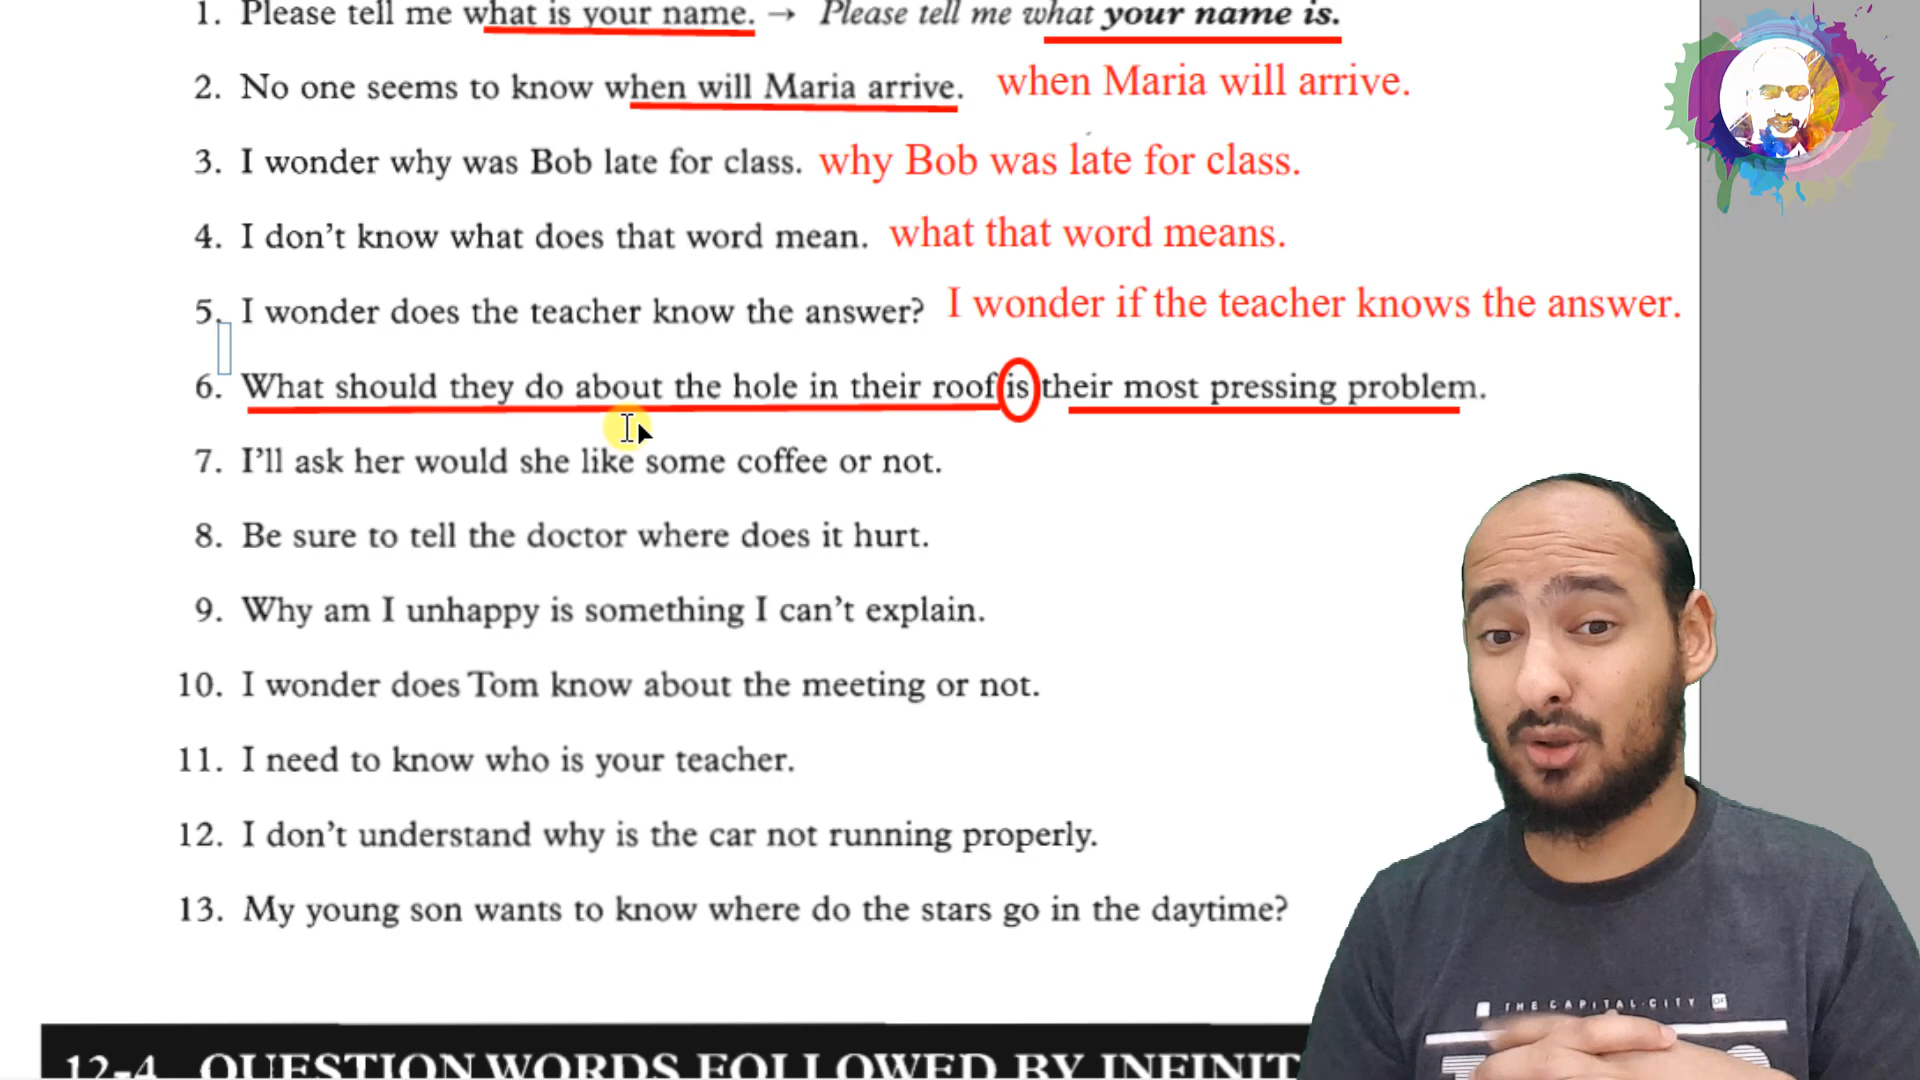 1. Please tell me what is your name. → Please tell me what your name is.
2. No one seems to know when will Maria arrive. when Maria will arrive.
3. I wonder why was Bob late for class. why Bob was late for class.
4. I don't know what does that word mean. what that word means.
5. I wonder does the teacher know the answer? I wonder if the teacher knows the answer.
6. What should they do about the hole in their roof is their most pressing problem.
7. I'll ask her would she like some coffee or not.
8. Be sure to tell the doctor where does it hurt.
9. Why am I unhappy is something I can't explain.
10. I wonder does Tom know about the meeting or not.
11. I need to know who is your teacher.
12. I don't understand why is the car not running properly.
13. My young son wants to know where do the stars go in the daytime?
THE CAPITAL CITY OF
12-4 QUESTION WORDS FOLLOWED BY INFINIT